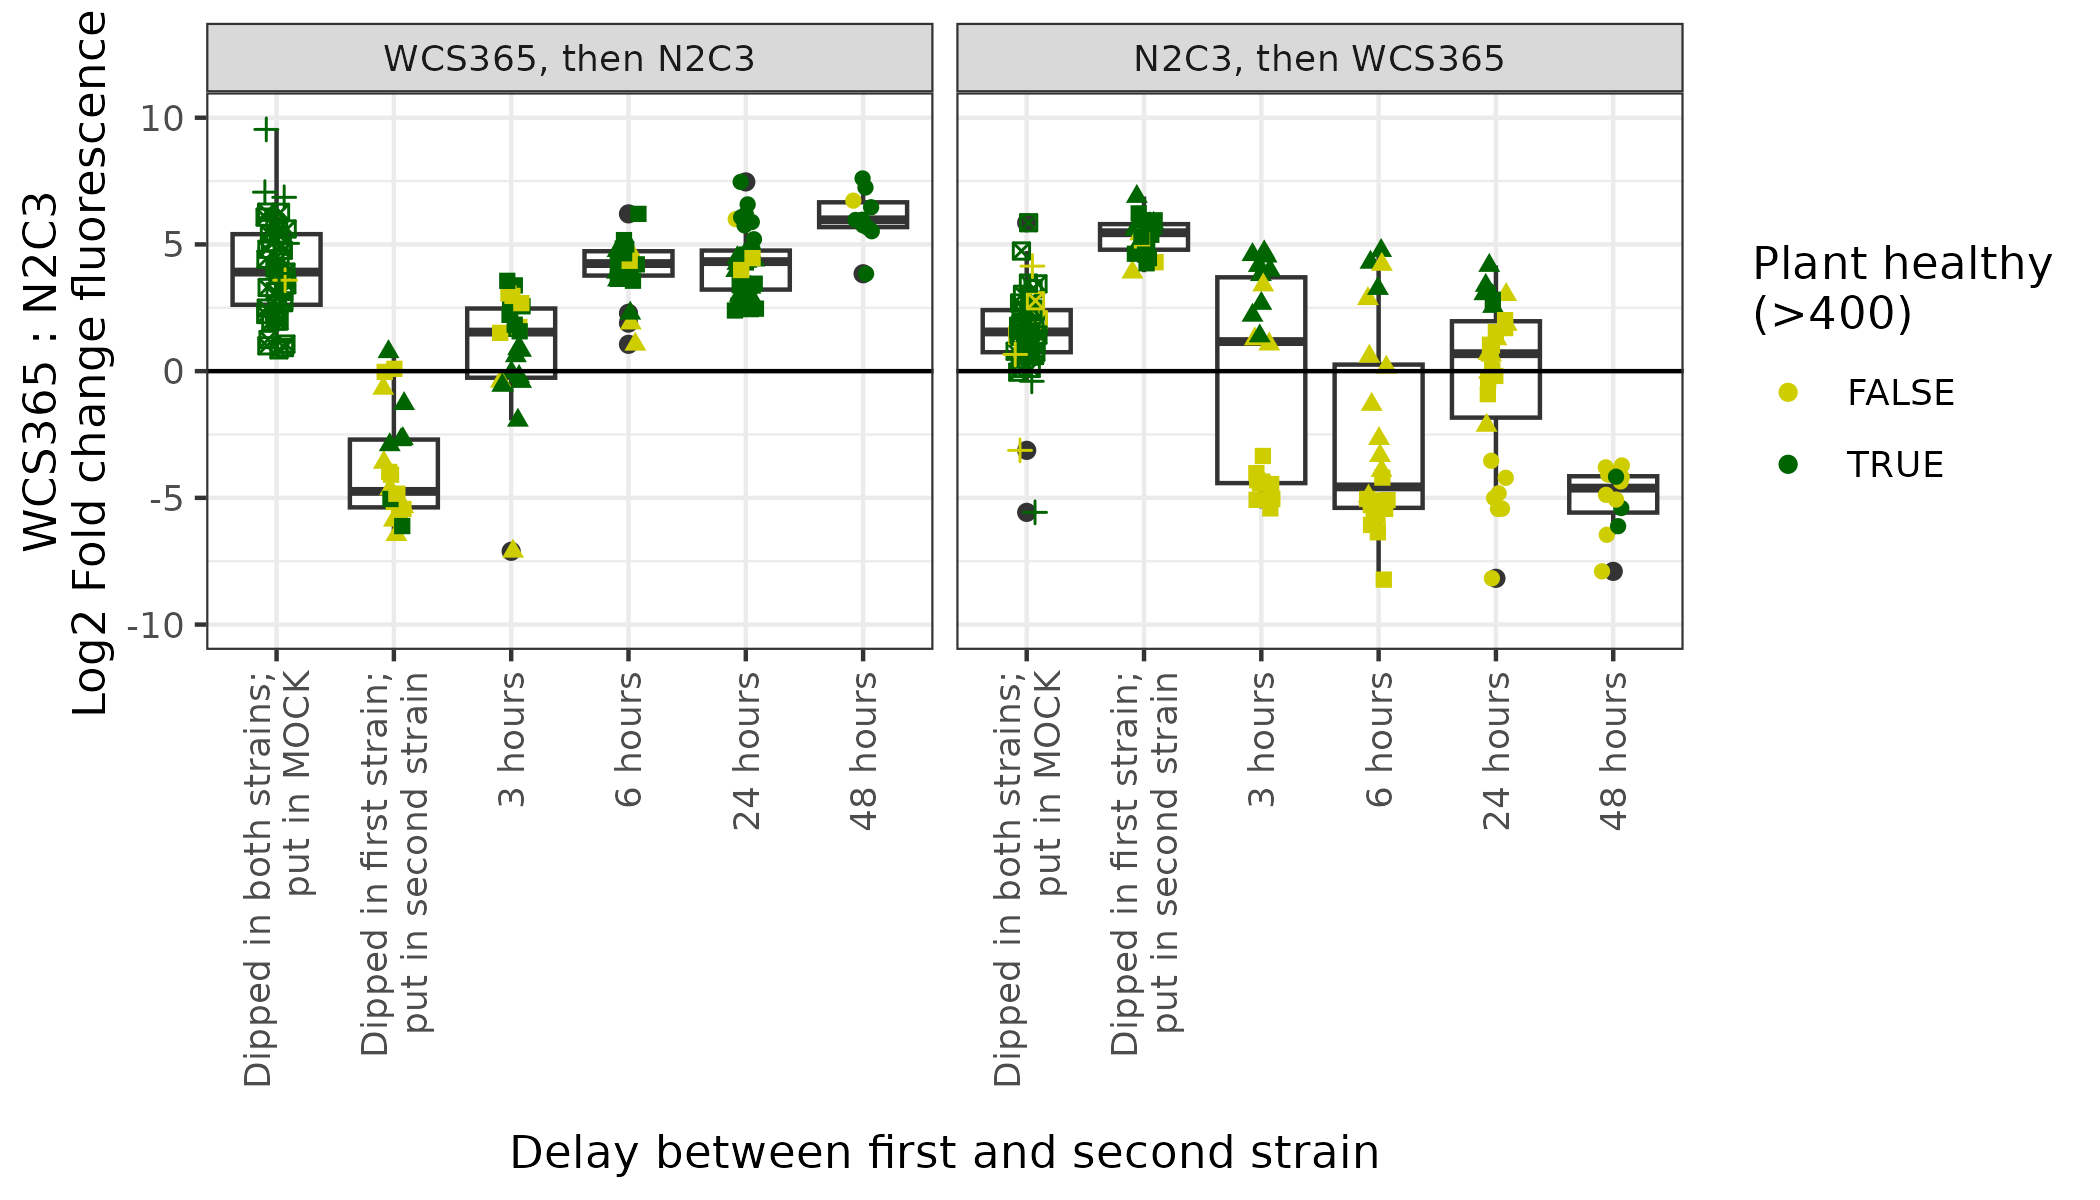 WCS365, then N2C3
N2C3, then WCS365
WCS365 : N2C3
Log2 Fold change fluorescence
10
5
0
-5
-10
Dipped in both strains;
put in MOCK
Dipped in first strain;
put in second strain
3 hours
6 hours
24 hours
48 hours
Dipped in both strains;
put in MOCK
Dipped in first strain;
put in second strain
3 hours
6 hours
24 hours
48 hours
Delay between first and second strain
Plant healthy
(>400)
FALSE
TRUE